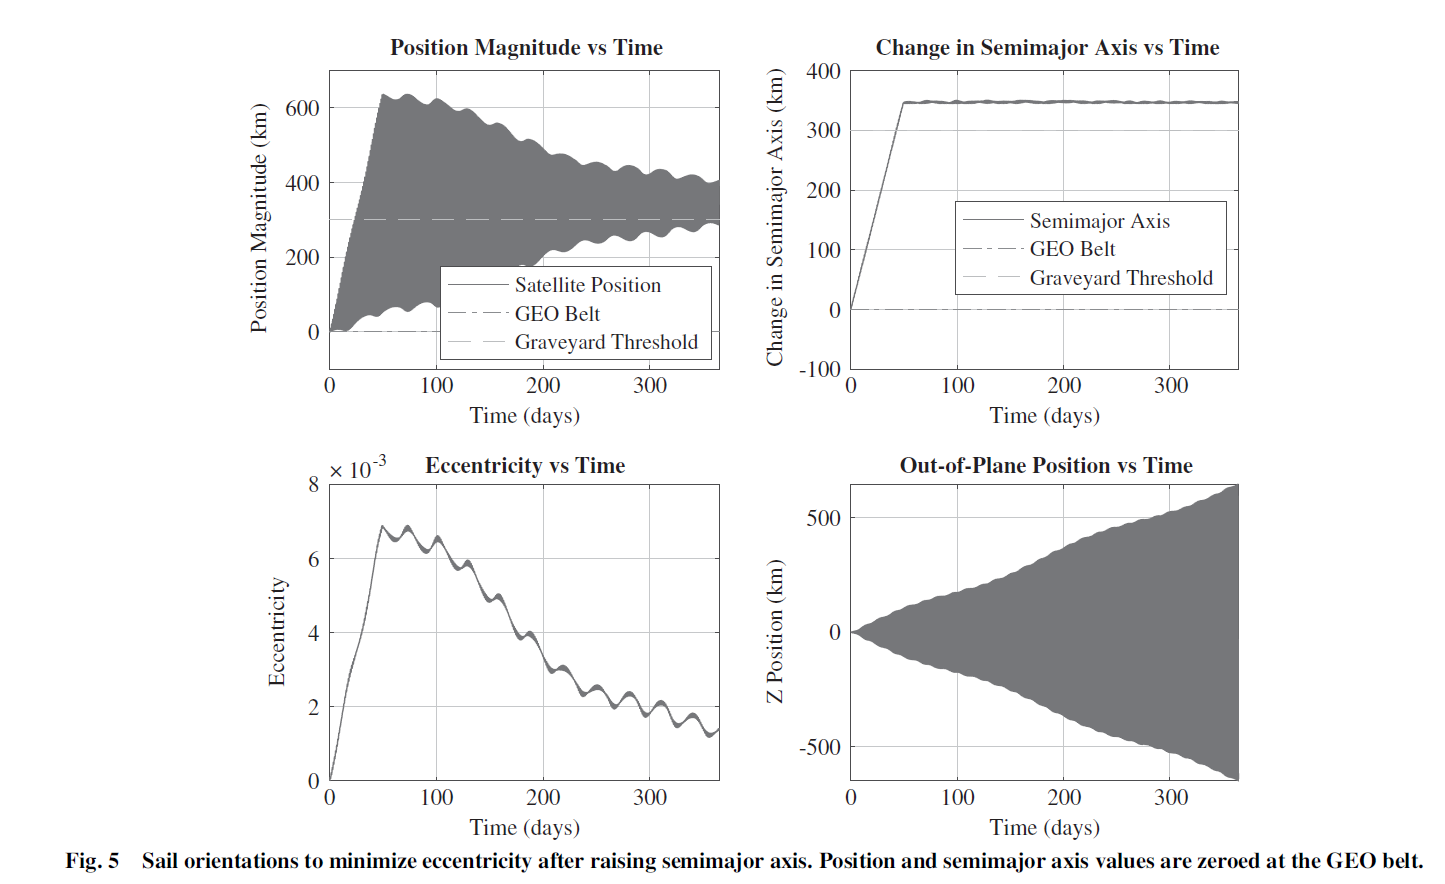 Position Magnitude vs Time
Position Magnitude (km)
600
400
200
0
0 100 200 300
Time (days)
Satellite Position
GEO Belt
Graveyard Threshold
Change in Semimajor Axis vs Time
Change in Semimajor Axis (km)
400
300
200
100
0
-100
0 100 200 300
Time (days)
Semimajor Axis
GEO Belt
Graveyard Threshold
Eccentricity vs Time
× 10-3
Eccentricity
8
6
4
2
0
0 100 200 300
Time (days)
Out-of-Plane Position vs Time
Z Position (km)
500
0
-500
0 100 200 300
Time (days)
Fig. 5 Sail orientations to minimize eccentricity after raising semimajor axis. Position and semimajor axis values are zeroed at the GEO belt.